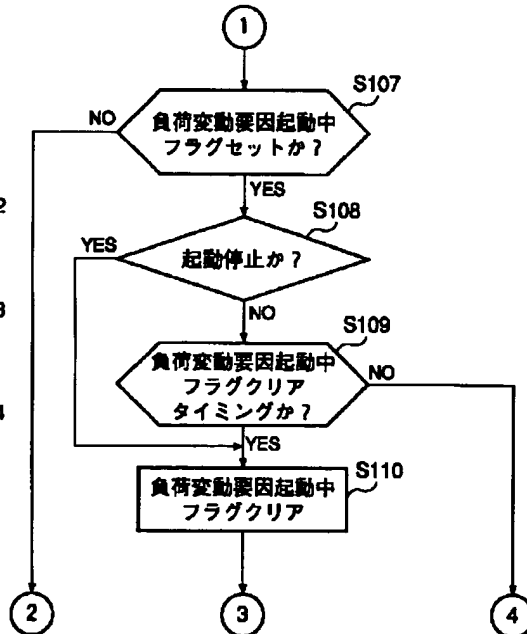 1
S107
NO
負荷変動要因起動中
フラグセットか?
YES
2
S108
YES
起動停止か?
NO
3
S109
負荷変動要因起動中
フラグクリア
タイミングか?
NO
4
YES
S110
負荷変動要因起動中
フラグクリア
2
3
4